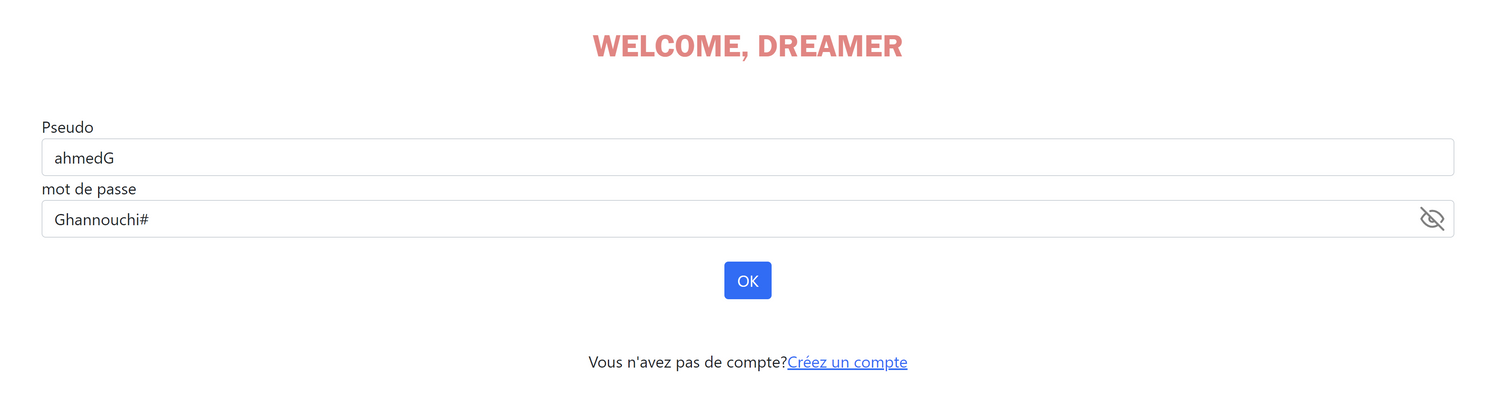 WELCOME, DREAMER
Pseudo
ahmedG
mot de passe
Ghannouchi#
OK
Vous n'avez pas de compte?Créez un compte